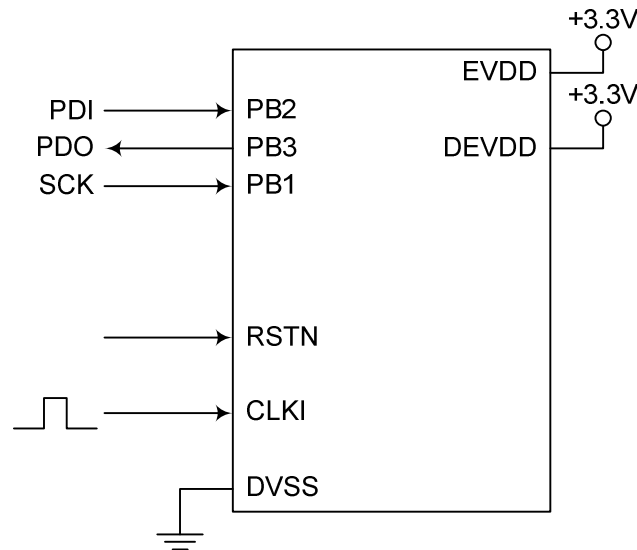 +3.3V
EVDD
+3.3V
PDI PB2
PDO PB3 DEVDD
SCK PB1
RSTN
CLKI
DVSS